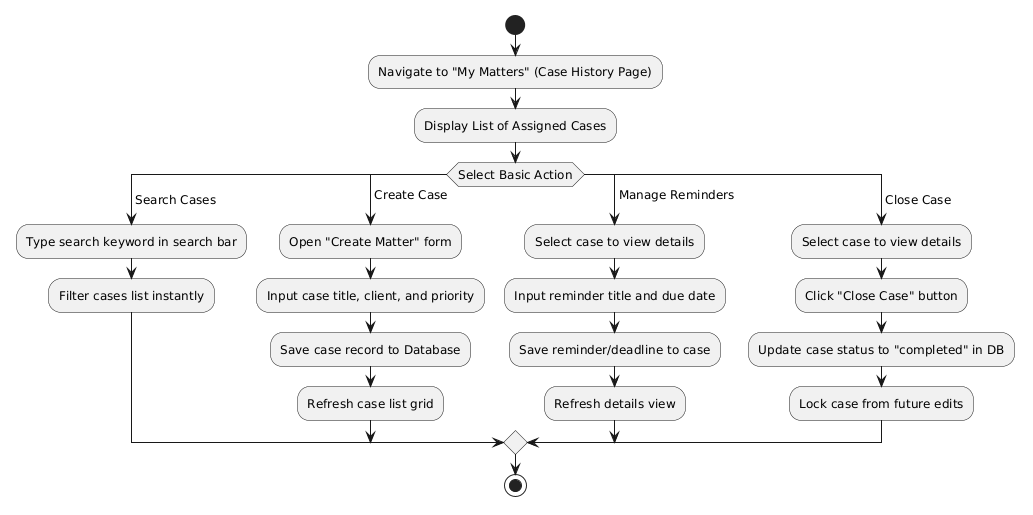 Navigate to "My Matters" (Case History Page)
Display List of Assigned Cases
Select Basic Action
Search Cases
Type search keyword in search bar
Filter cases list instantly
Create Case
Open "Create Matter" form
Input case title, client, and priority
Save case record to Database
Refresh case list grid
Manage Reminders
Select case to view details
Input reminder title and due date
Save reminder/deadline to case
Refresh details view
Close Case
Select case to view details
Click "Close Case" button
Update case status to "completed" in DB
Lock case from future edits